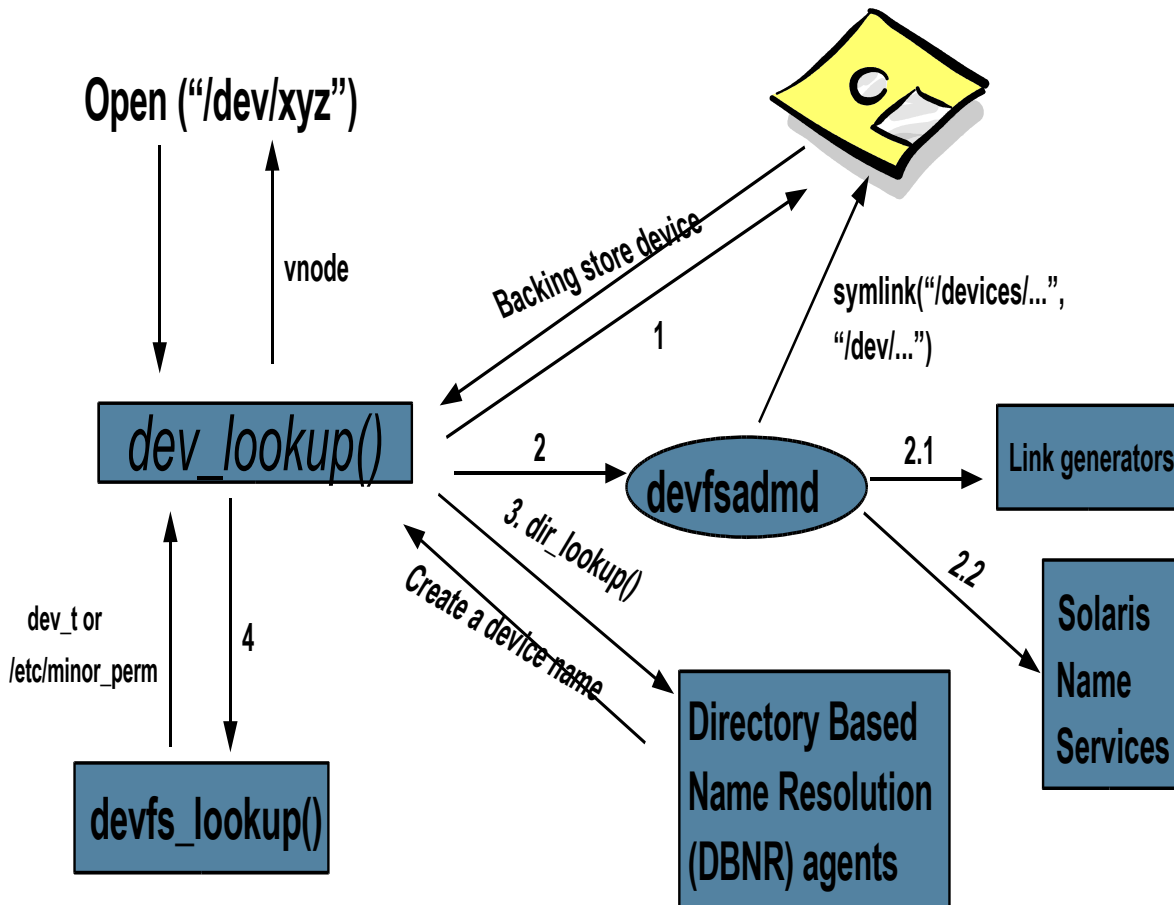 Open (“/dev/xyz”)
vnode
Backing store device
1
symlink(“/devices/...”,
“/dev/...”)
dev_lookup()
2
devfsadmd
2.1
Link generators
3. dir_lookup()
Create a device name
2.2
Solaris
Name
Services
dev_t or
/etc/minor_perm
4
devfs_lookup()
Directory Based
Name Resolution
(DBNR) agents